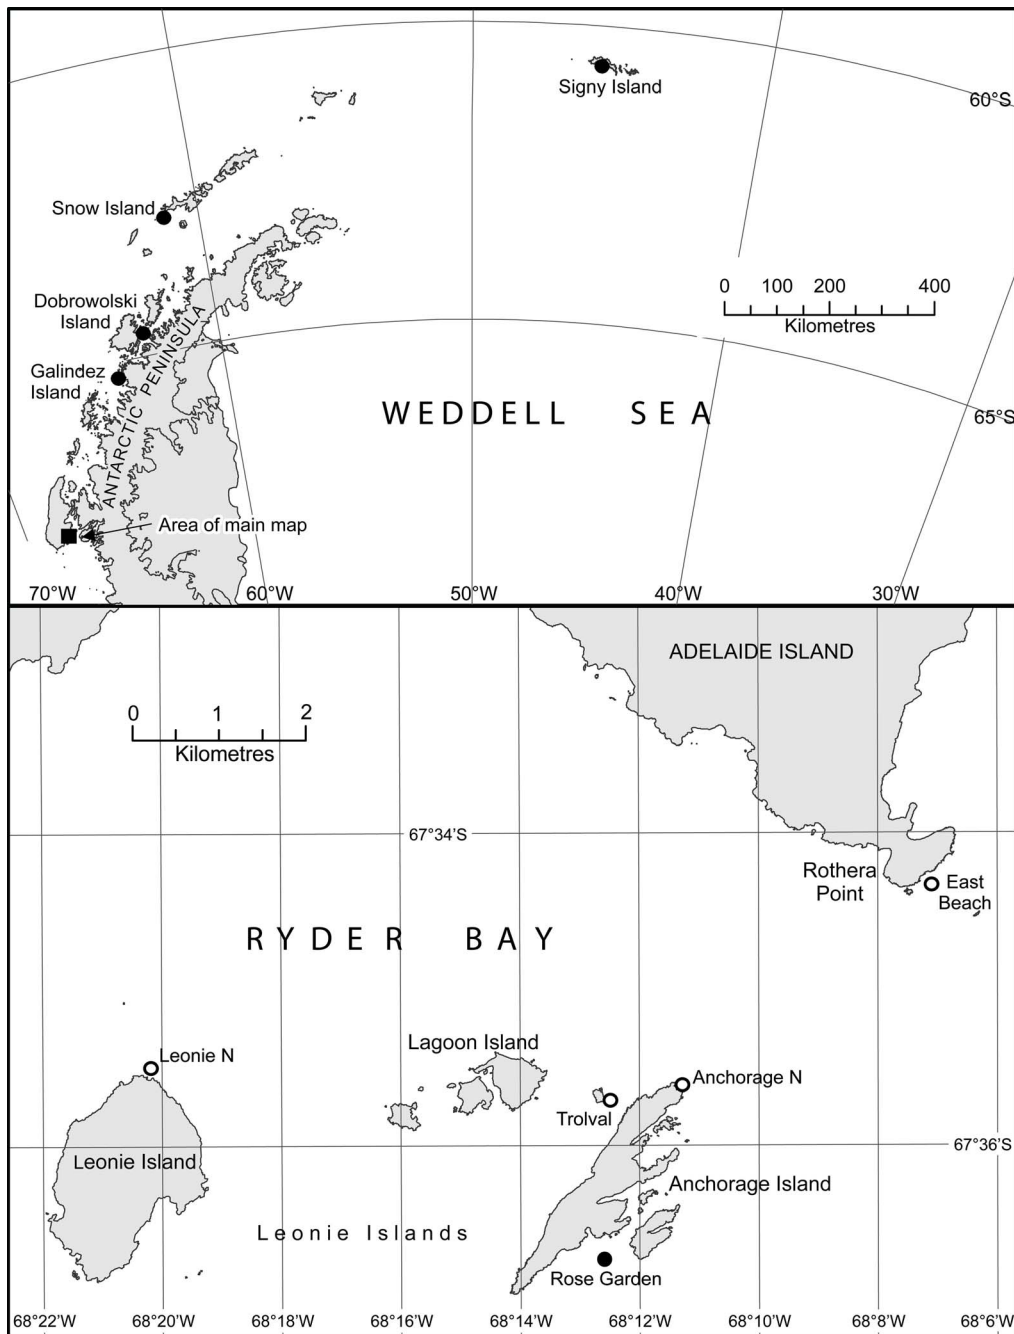 60°S
Signy Island
Snow Island
0 100 200 400
Kilometres
Dobrowolski
Island
ANTARCTIC PENINSULA
Galindez
Island
WEDDELL SEA
65°S
Area of main map
70°W 60°W 50°W 40°W 30°W
ADELAIDE ISLAND
0 1 2
Kilometres
67°34'S
Rothera
Point
East
Beach
RYDER BAY
Lagoon Island
Leonie N
Anchorage N
Trolval
67°36'S
Leonie Island
Anchorage Island
Leonie Islands
Rose Garden
68°22'W 68°20'W 68°18'W 68°16'W 68°14'W 68°12'W 68°10'W 68°8'W 68°6'W